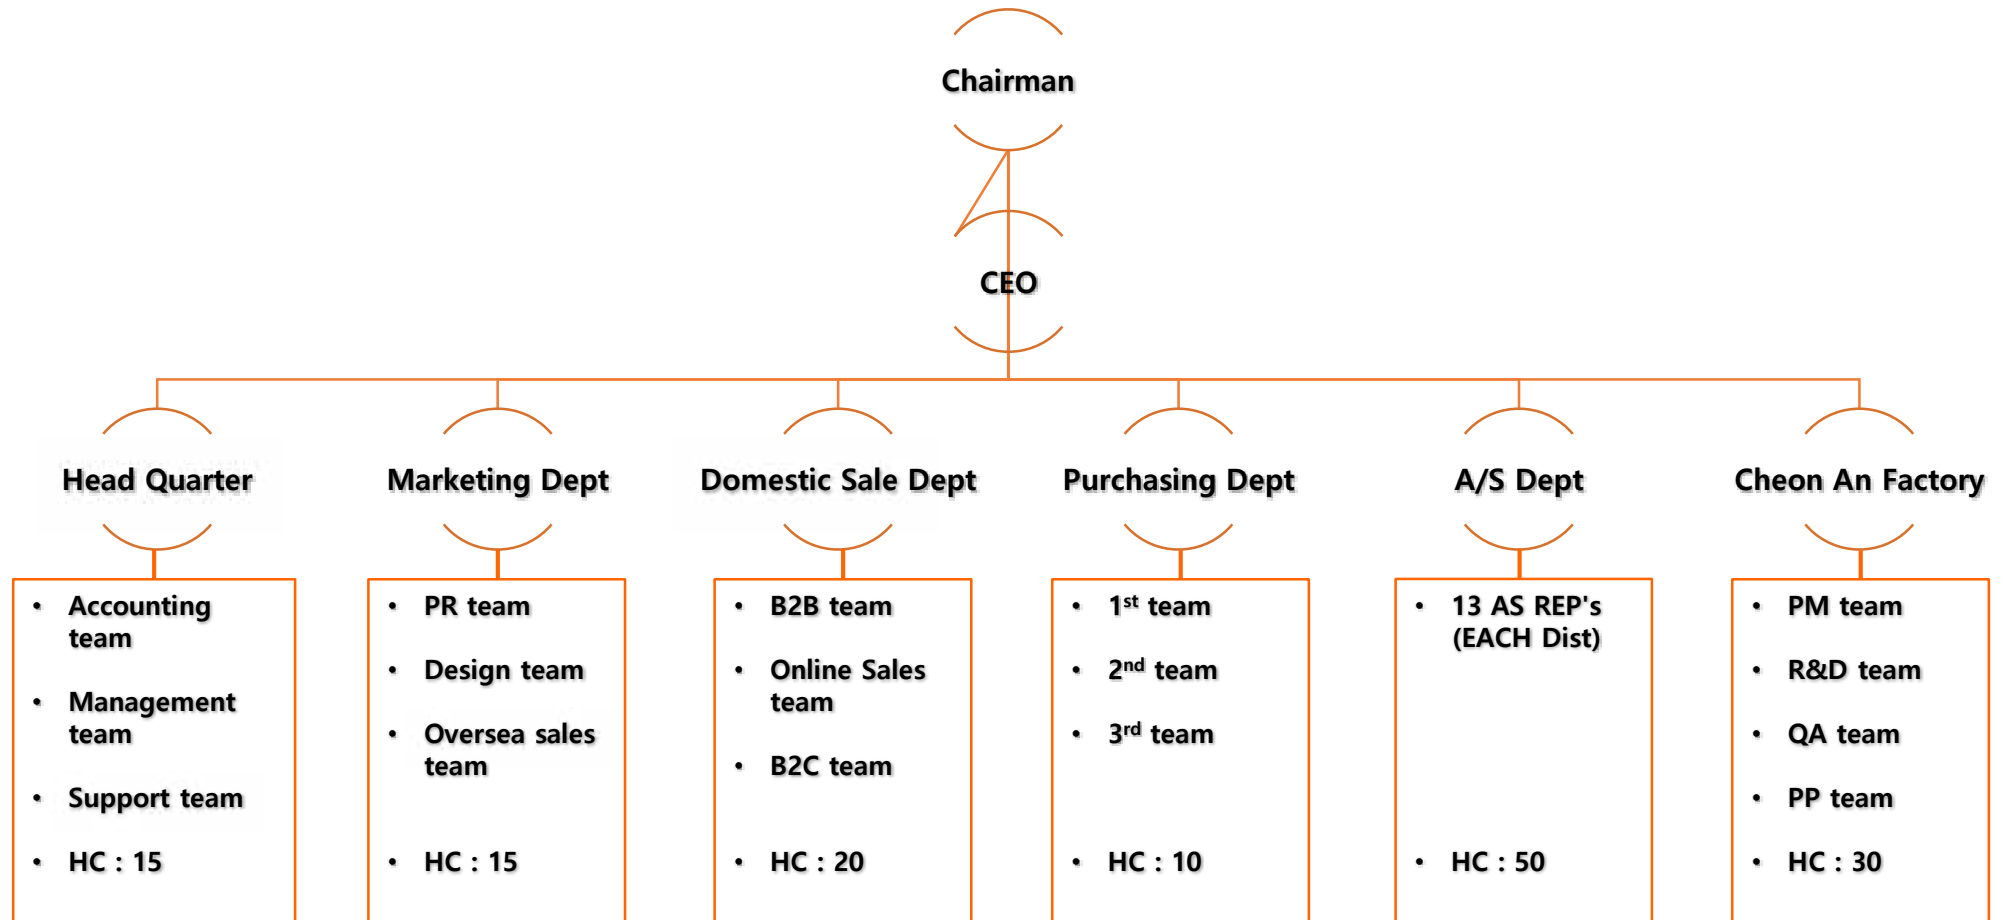 Chairman
CEO
Head Quarter
Marketing Dept
Domestic Sale Dept
Purchasing Dept
A/S Dept
Cheon An Factory
• Accounting
team
• Management
team
• Support team
• HC : 15
• PR team
• Design team
• Oversea sales
team
• HC : 15
• B2B team
• Online Sales
team
• B2C team
• HC : 20
• 1st team
• 2nd team
• 3rd team
• HC : 10
• 13 AS REP's
(EACH Dist)
• HC : 50
• PM team
• R&D team
• QA team
• PP team
• HC : 30